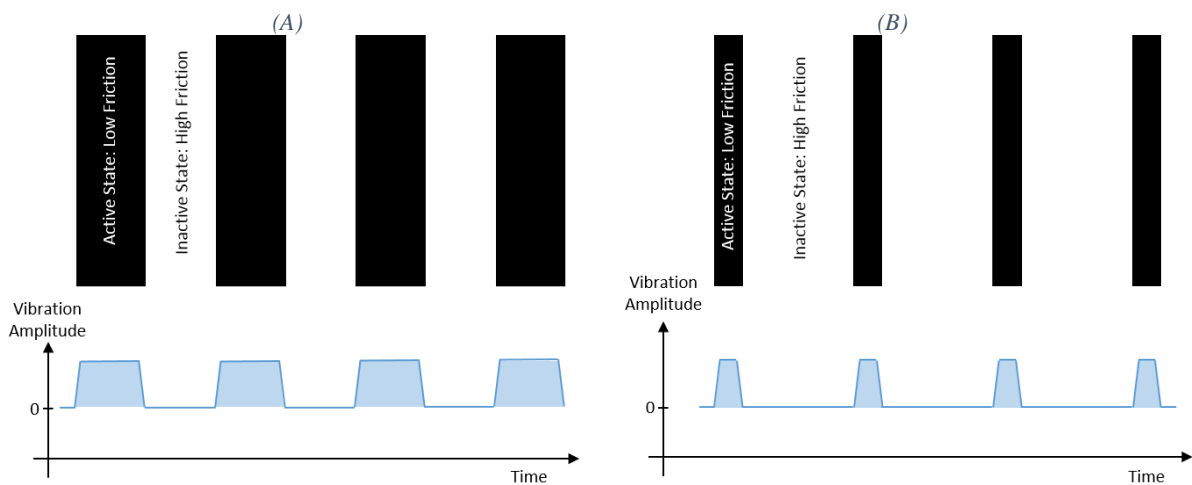 (A)
Active State: Low Friction
Inactive State: High Friction
Vibration
Amplitude
0
Time
(B)
Active State: Low Friction
Inactive State: High Friction
Vibration
Amplitude
0
Time